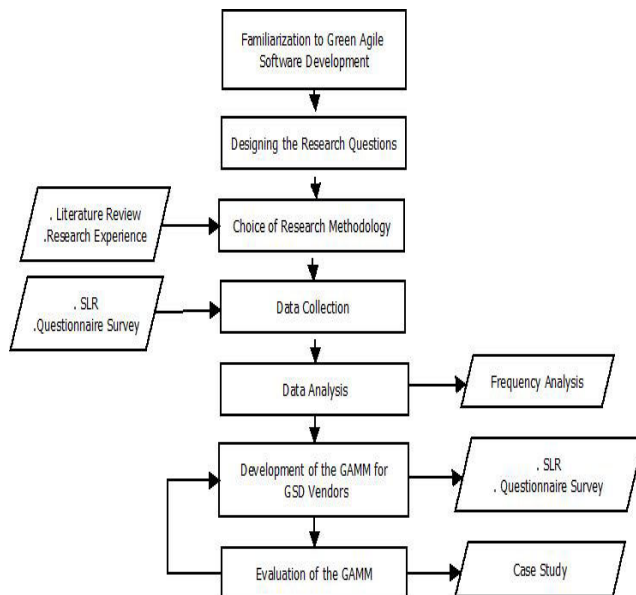 Familiarization to Green Agile
Software Development
Designing the Research Questions
. Literature Review
.Research Experience
Choice of Research Methodology
. SLR
.Questionnaire Survey
Data Collection
Data Analysis
Frequency Analysis
Development of the GAMM for
GSD Vendors
. SLR
. Questionnaire Survey
Evaluation of the GAMM
Case Study